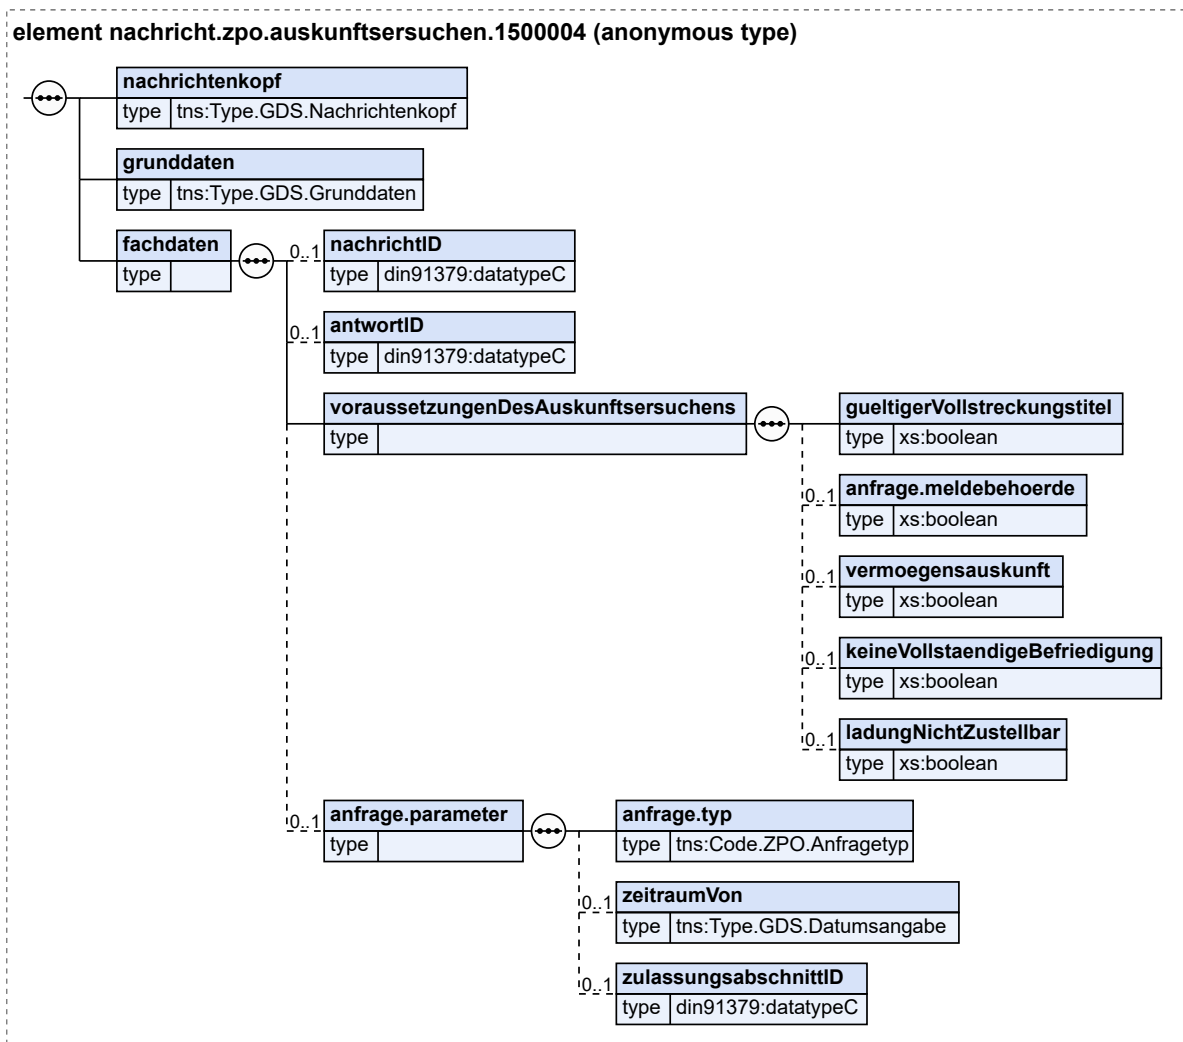 element nachricht.zpo.auskunftsersuchen.1500004 (anonymous type)
nachrichtenkopf
type tns:Type.GDS.Nachrichtenkopf
grunddaten
type tns:Type.GDS.Grunddaten
fachdaten
type
0..1 nachrichtID
type din91379:datatypeC
0..1 antwortID
type din91379:datatypeC
voraussetzungenDesAuskunftsersuchens
type
gueltigerVollstreckungstitel
type xs:boolean
0..1 anfrage.meldebehoerde
type xs:boolean
0..1 vermoegensauskunft
type xs:boolean
0..1 keineVollstaendigeBefriedigung
type xs:boolean
0..1 ladungNichtZustellbar
type xs:boolean
0..1 anfrage.parameter
type
anfrage.typ
type tns:Code.ZPO.Anfragetyp
0..1 zeitraumVon
type tns:Type.GDS.Datumsangabe
0..1 zulassungsabschnittID
type din91379:datatypeC